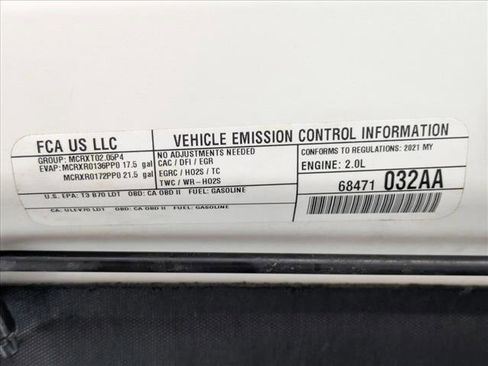 FCA US LLC
VEHICLE EMISSION CONTROL INFORMATION
GROUP: MCRXT02.05P4
EVAP: MCRXR0136PP0 17.5 gal
MCRXR0172PP0 21.5 gal
NO ADJUSTMENTS NEEDED
CAC / DFI / EGR
EGRC / HO2S / TC
TWC / WR-HO2S
CONFORMS TO REGULATIONS: 2021 MY
ENGINE: 2.0L
68471 032AA
U.S. EPA: T3 B70 LDT OBD: CA OBD II FUEL: GASOLINE
CA: ULEV70 LDT OBD: CA OBD II FUEL: GASOLINE